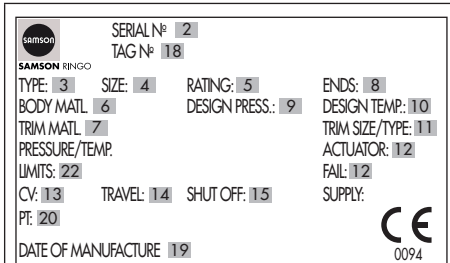 samson
SERIAL Nº 2
TAG Nº 18
SAMSON RINGO
TYPE: 3 SIZE: 4 RATING: 5 ENDS: 8
BODY MATL 6 DESIGN PRESS.: 9 DESIGN TEMP.: 10
TRIM MATL 7 TRIM SIZE/TYPE: 11
PRESSURE/TEMP. ACTUATOR: 12
LIMITS: 22 FAIL: 12
CV: 13 TRAVEL: 14 SHUT OFF: 15 SUPPLY:
PT: 20
CE
DATE OF MANUFACTURE 19 0094